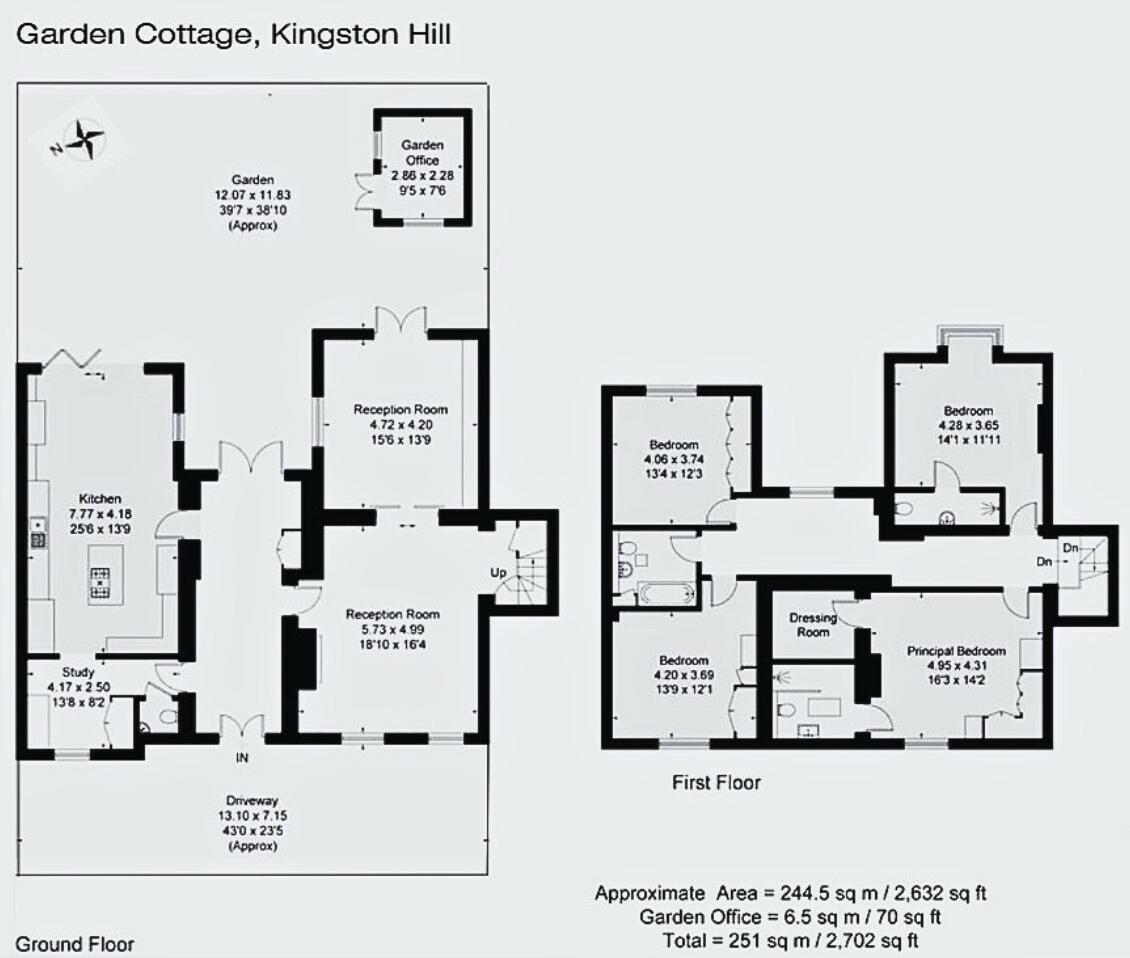 Garden Cottage, Kingston Hill
N
Garden
Office
2.86 x 2.28
9'5 x 7'6
Garden
12.07 x 11.83
39'7 x 38'10
(Approx)
Reception Room
4.72 x 4.20
15'6 x 13'9
Kitchen
7.77 x 4.18
25'6 x 13'9
Up
Reception Room
5.73 x 4.99
18'10 x 16'4
Study
4.17 x 2.50
13'8 x 8'2
IN
Driveway
13.10 x 7.15
43'0 x 23'5
(Approx)
Ground Floor
Bedroom
4.28 x 3.65
14'1 x 11'11
Bedroom
4.06 x 3.74
13'4 x 12'3
Dn
Dn
Dressing
Room
Principal Bedroom
4.95 x 4.31
16'3 x 14'2
Bedroom
4.20 x 3.69
13'9 x 12'1
First Floor
Approximate Area = 244.5 sq m / 2,632 sq ft
Garden Office = 6.5 sq m / 70 sq ft
Total = 251 sq m / 2,702 sq ft